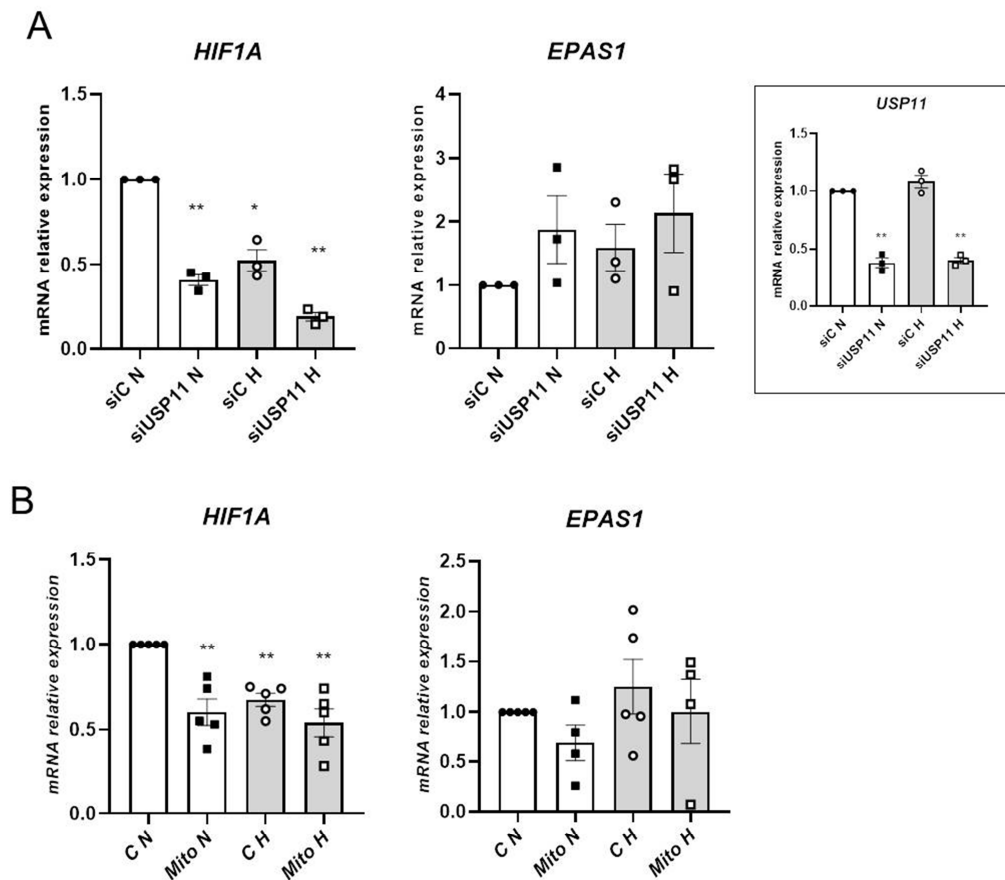 A
HIF1A
mRNA relative expression
1.5
1.0
0.5
0.0
**
*
**
siC N
siUSP11 N
siC H
siUSP11 H
EPAS1
mRNA relative expression
4
3
2
1
0
siC N
siUSP11 N
siC H
siUSP11 H
USP11
mRNA relative expression
1.5
1.0
0.5
0.0
**
**
siC N
siUSP11 N
siC H
siUSP11 H
B
HIF1A
mRNA relative expression
1.5
1.0
0.5
0.0
**
**
**
C N
Mito N
C H
Mito H
EPAS1
mRNA relative expression
2.5
2.0
1.5
1.0
0.5
0.0
C N
Mito N
C H
Mito H